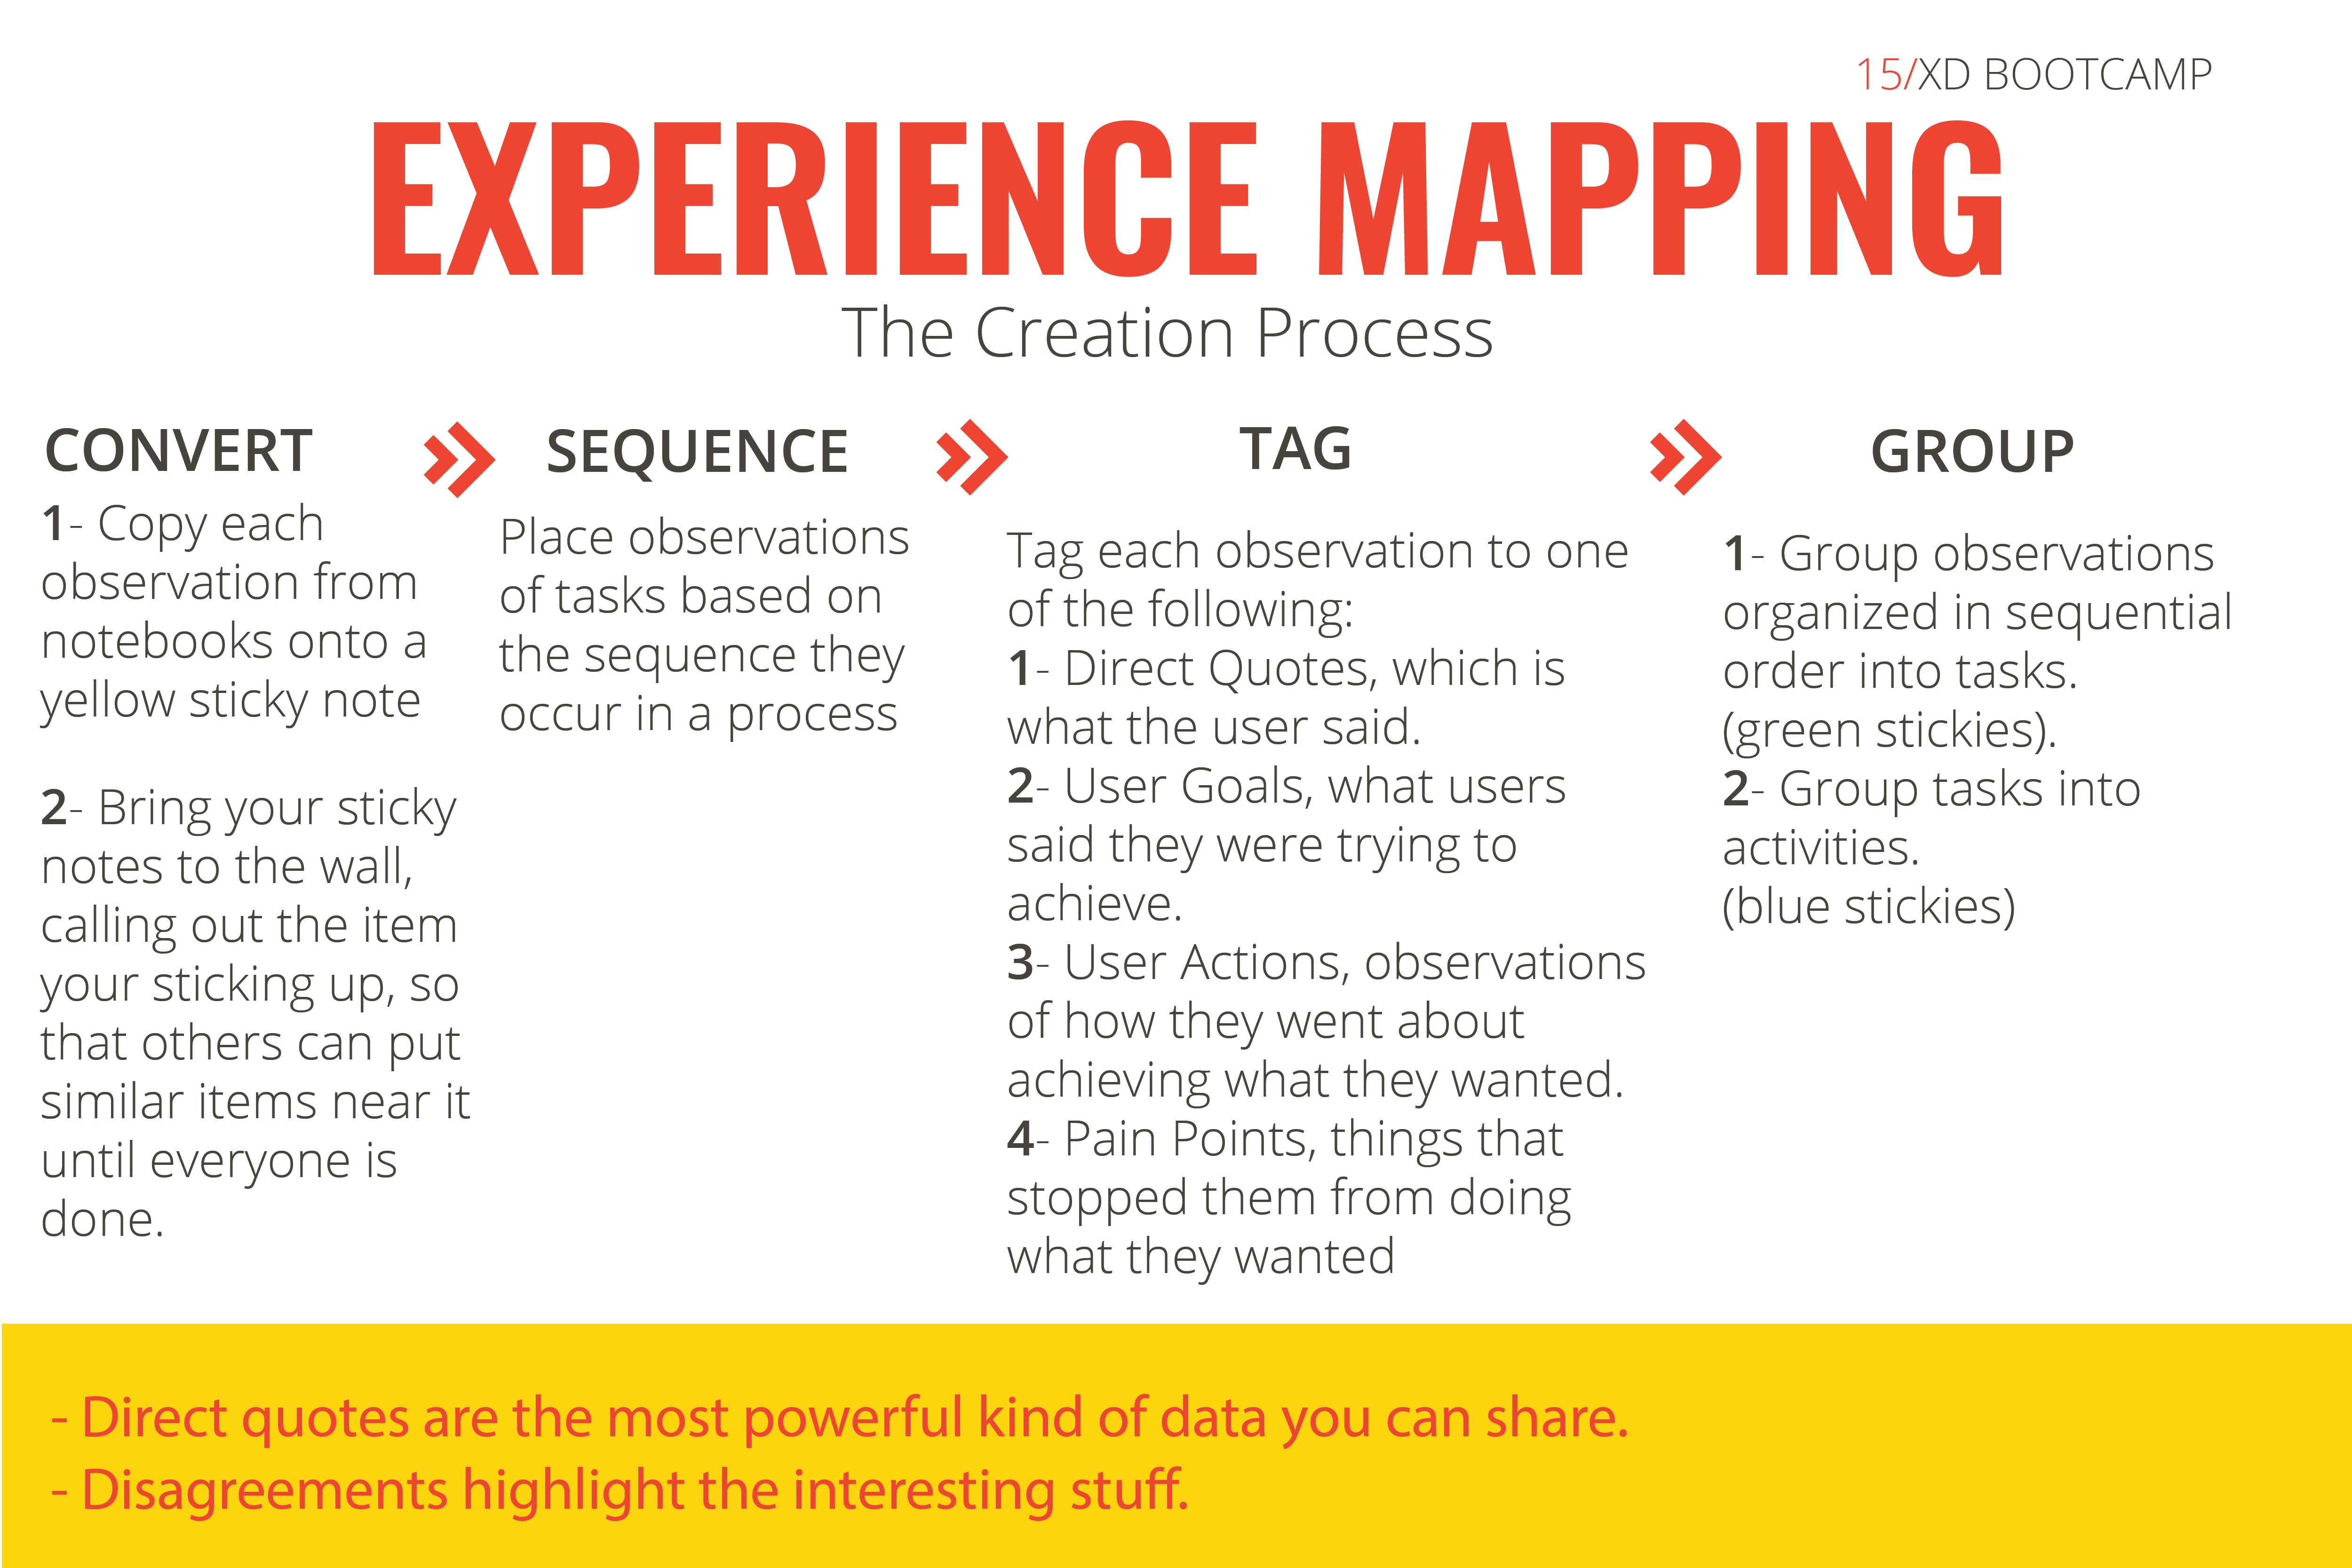 15/XD BOOTCAMP
EXPERIENCE MAPPING
The Creation Process
CONVERT
1- Copy each
observation from
notebooks onto a
yellow sticky note
2- Bring your sticky
notes to the wall,
calling out the item
your sticking up, so
that others can put
similar items near it
until everyone is
done.
SEQUENCE
Place observations
of tasks based on
the sequence they
occur in a process
TAG
Tag each observation to one
of the following:
1- Direct Quotes, which is
what the user said.
2- User Goals, what users
said they were trying to
achieve.
3- User Actions, observations
of how they went about
achieving what they wanted.
4- Pain Points, things that
stopped them from doing
what they wanted
GROUP
1- Group observations
organized in sequential
order into tasks.
(green stickies).
2- Group tasks into
activities.
(blue stickies)
- Direct quotes are the most powerful kind of data you can share.
- Disagreements highlight the interesting stuff.